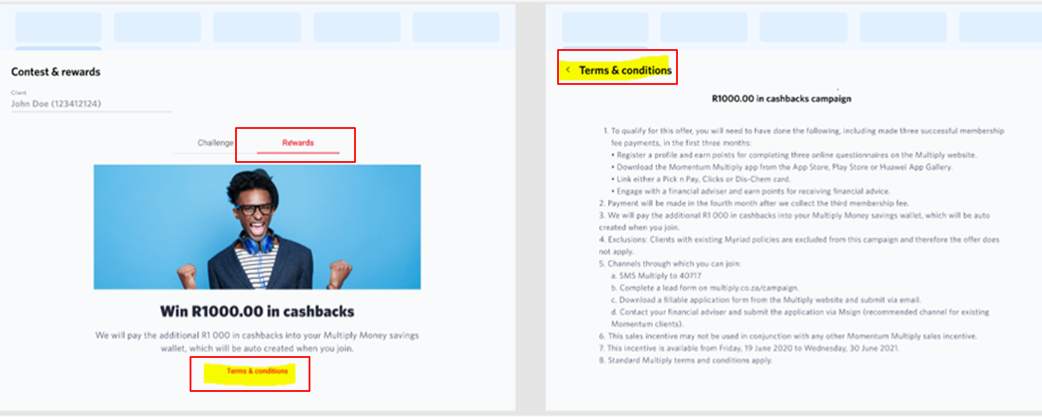 Contest & rewards
Client
John Doe (123412124)
Challenge
Rewards
Win R1000.00 in cashbacks
We will pay the additional R1 000 in cashbacks into your Multiply Money savings
wallet, which will be auto created when you join.
Terms & conditions
< Terms & conditions
R1000.00 in cashbacks campaign
1. To qualify for this offer, you will need to have done the following, including made three successful membership
fee payments, in the first three months:
• Register a profile and earn points for completing three online questionnaires on the Multiply website.
• Download the Momentum Multiply app from the App Store, Play Store or Huawei App Gallery.
• Link either a Pick n Pay, Clicks or Dis-Chem card.
• Engage with a financial adviser and earn points for receiving financial advice.
2. Payment will be made in the fourth month after we collect the third membership fee.
3. We will pay the additional R1 000 in cashbacks into your Multiply Money savings wallet, which will be auto
created when you join.
4. Exclusions: Clients with existing Myriad policies are excluded from this campaign and therefore the offer does
not apply.
5. Channels through which you can join:
a. SMS Multiply to 40717
b. Complete a lead form on multiply.co.za/campaign.
c. Download a fillable application form from the Multiply website and submit via email.
d. Contact your financial adviser and submit the application via Msign (recommended channel for existing
Momentum clients).
6. This sales incentive may not be used in conjunction with any other Momentum Multiply sales incentive.
7. This incentive is available from Friday, 19 June 2020 to Wednesday, 30 June 2021.
8. Standard Multiply terms and conditions apply.